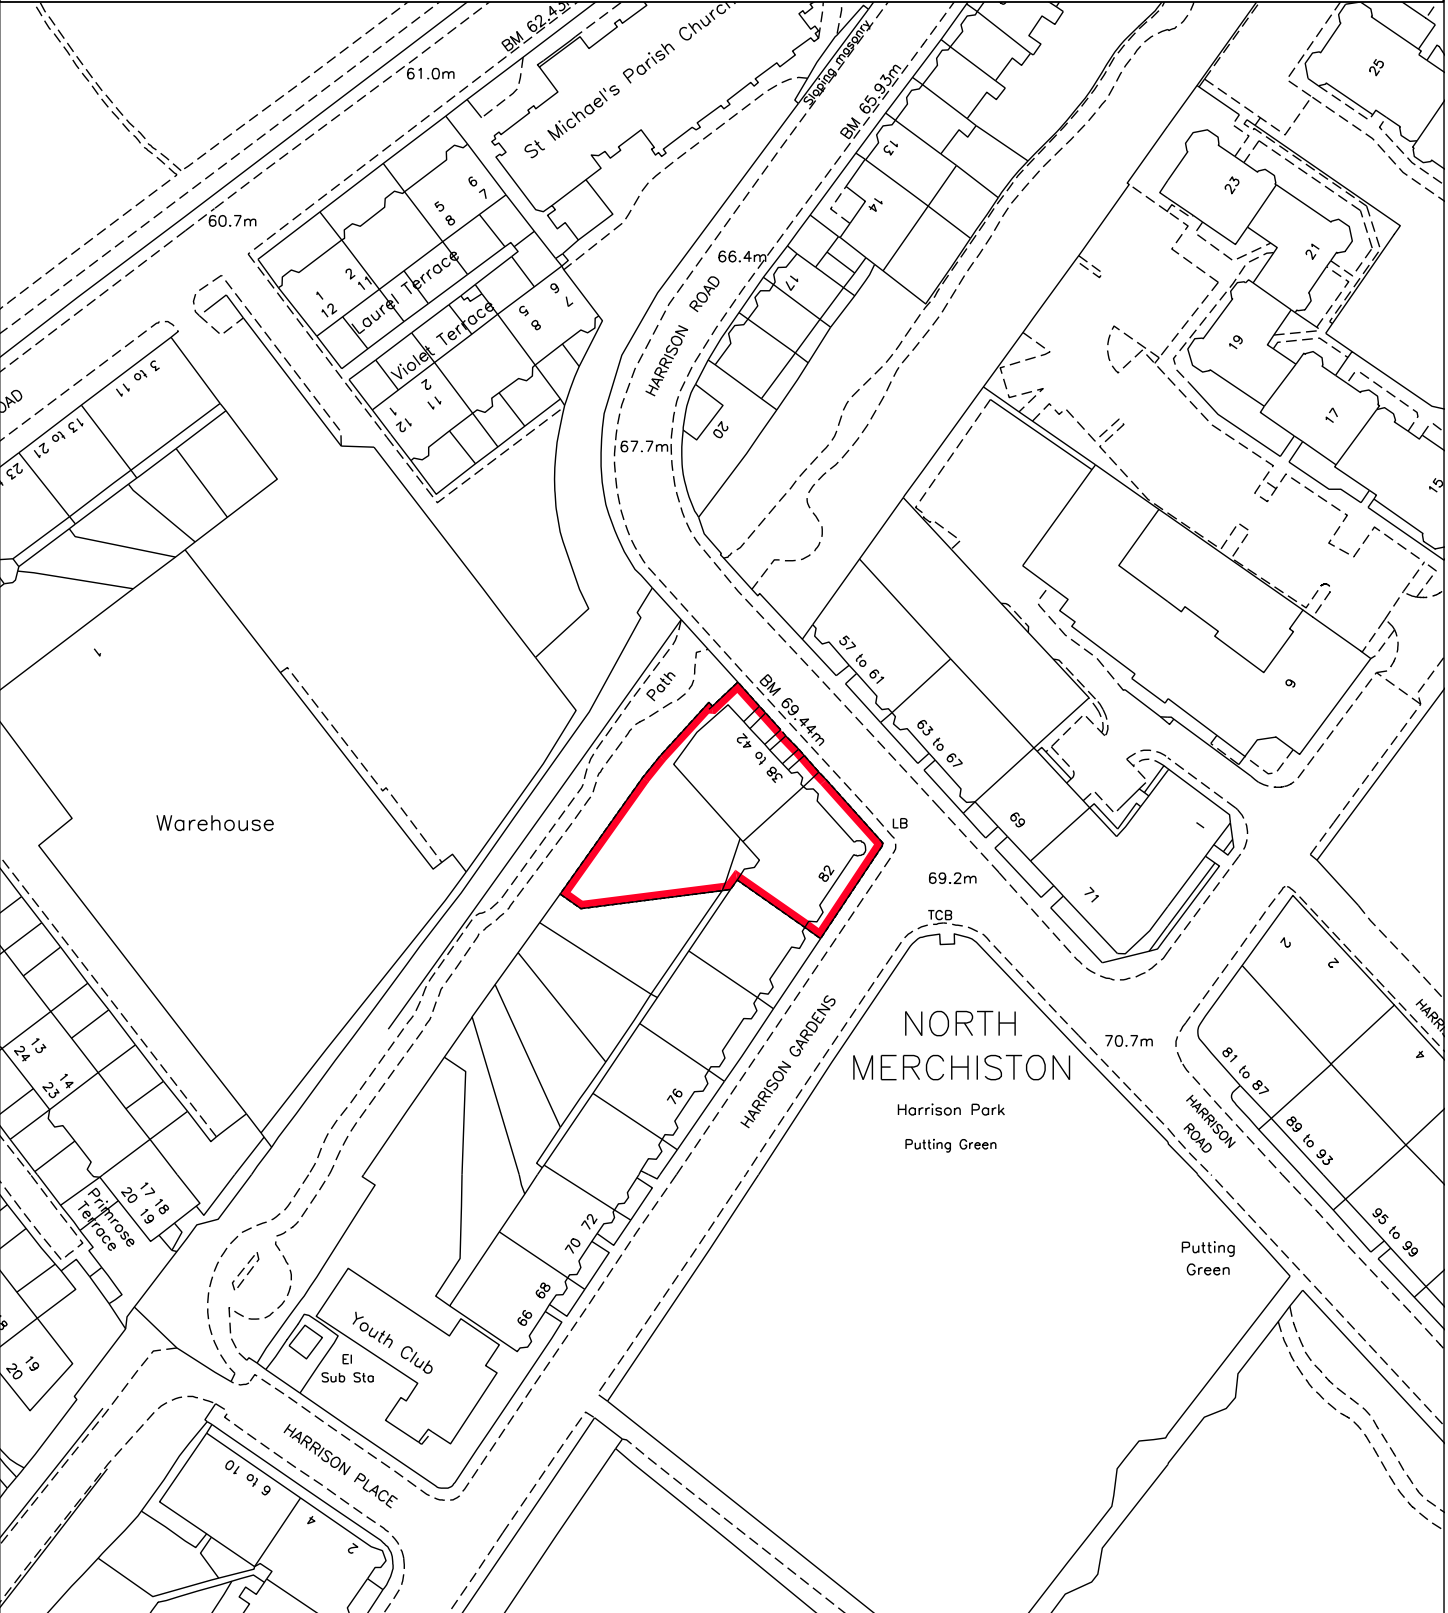 BM 62.43m
61.0m
St Michael's Parish Church
Sloping masonry
BM 65.93m
25
13
14
23
21
60.7m
6
7
5
8
2
11
1
12
Laurel Terrace
66.4m
17
HARRISON ROAD
Violet Terrace
6
7
5
8
2
11
1
12
19
17
15
3 to 11
13 to 21
23
OAD
67.7m
20
1
57 to 61
Path
BM 69.44m
63 to 67
9
38 to 42
69
Warehouse
LB
82
71
69.2m
TCB
2
2
NORTH
MERCHISTON
Harrison Park
Putting Green
HARRISON GARDENS
70.7m
HARRI
4
13
24
14
23
76
81 to 87
HARRISON
ROAD
89 to 93
95 to 99
17 18
20 19
Primrose
Terrace
72
70
68
66
Putting
Green
Youth Club
El
Sub Sta
19
20
18
HARRISON PLACE
6 to 10
4
2